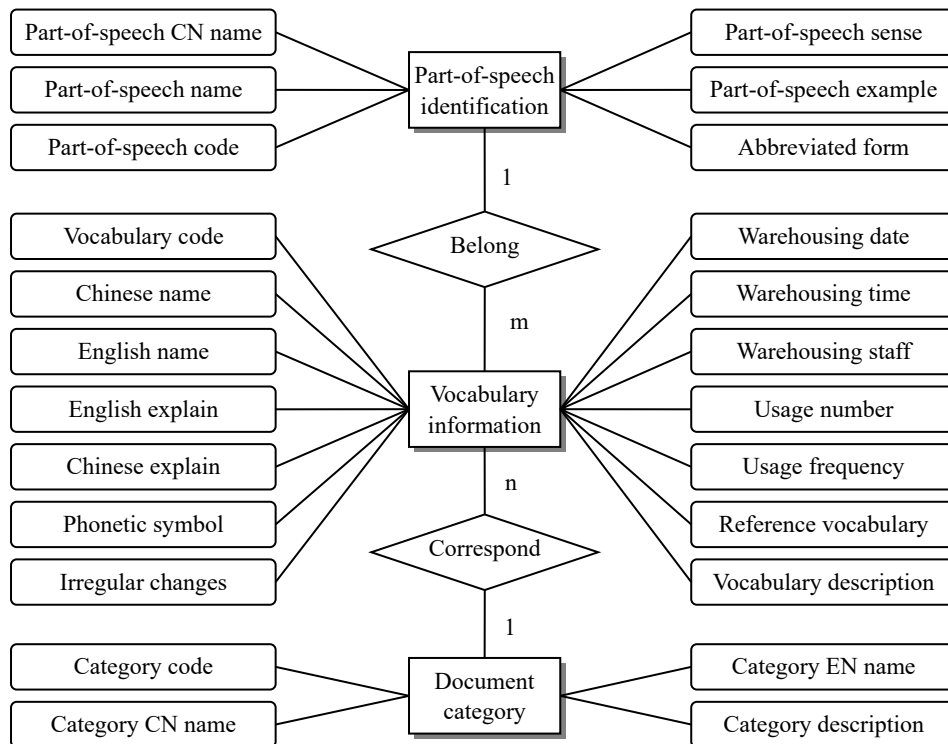 Part-of-speech CN name
Part-of-speech name
Part-of-speech code
Part-of-speech
identification
Part-of-speech sense
Part-of-speech example
Abbreviated form
1
Belong
m
Vocabulary code
Chinese name
English name
English explain
Chinese explain
Phonetic symbol
Irregular changes
Vocabulary
information
Warehousing date
Warehousing time
Warehousing staff
Usage number
Usage frequency
Reference vocabulary
Vocabulary description
n
Correspond
1
Category code
Category CN name
Document
category
Category EN name
Category description